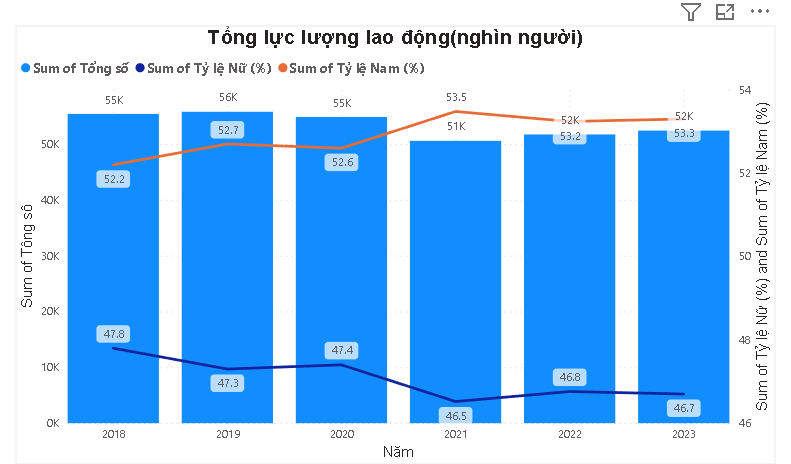 Tổng lực lượng lao động(nghìn người)
Sum of Tổng số Sum of Tỷ lệ Nữ (%) Sum of Tỷ lệ Nam (%)
Sum of Tổng số
50K
40K
30K
20K
10K
0K
55K
56K
55K
51K
52K
52K
52.2
52.7
52.6
53.5
53.2
53.3
47.8
47.3
47.4
46.5
46.8
46.7
54
52
50
48
46
Sum of Tỷ lệ Nữ (%) and Sum of Tỷ lệ Nam (%)
2018 2019 2020 2021 2022 2023
Năm